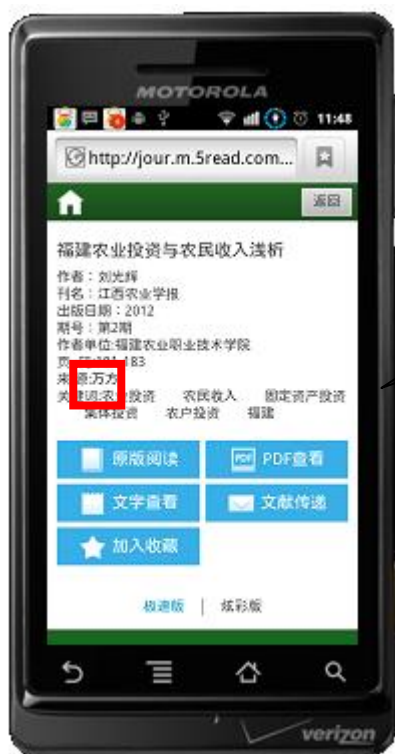 MOTOROLA
11:48
http://jour.m.5read.com...
返回
福建农业投资与农民收入浅析
作者：刘光辉
刊名：江西农业学报
出版日期：2012
期号：第2期
作者单位:福建农业职业技术学院
183
源:万方
农业投资 农民收入 固定资产投资
集体投资 农户投资 福建
原版阅读 PDF PDF查看
文字查看 文献传递
加入收藏
极速版 | 炫彩版
verizon